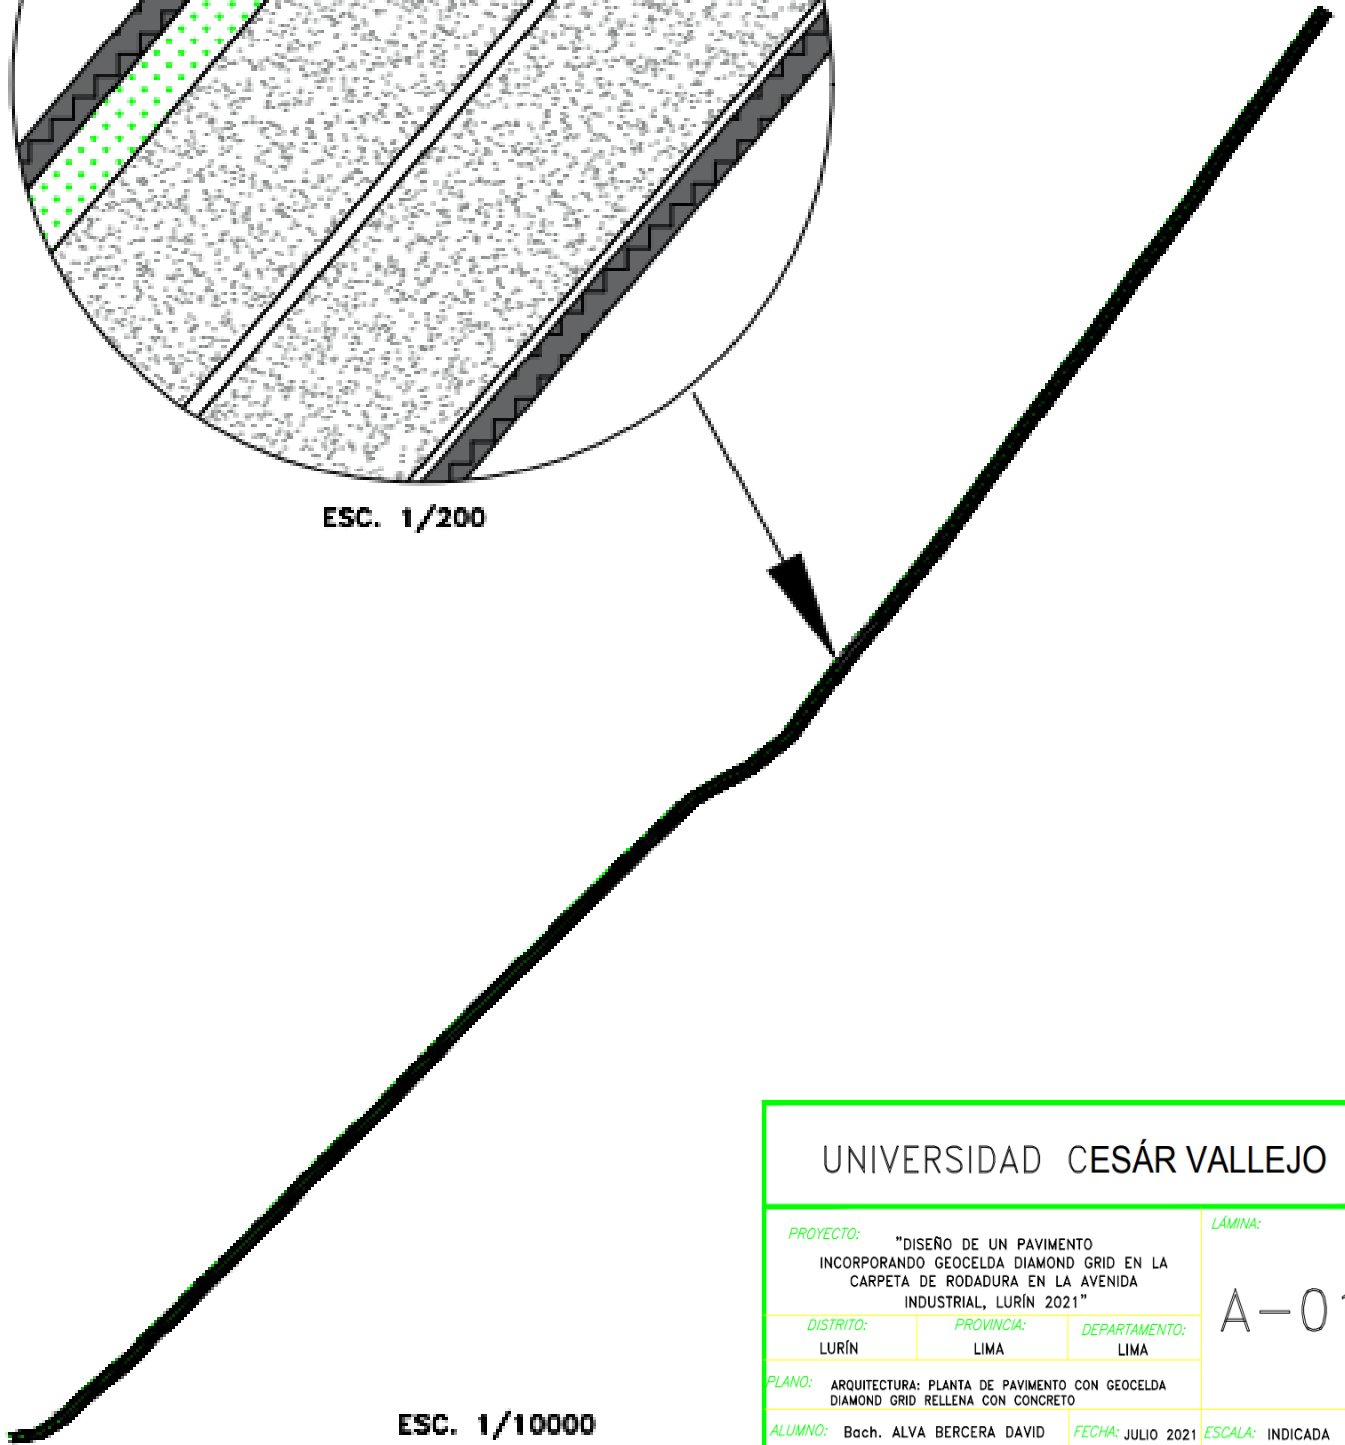 ESC. 1/200
UNIVERSIDAD CESÁR VALLEJO
PROYECTO:
"DISEÑO DE UN PAVIMENTO
INCORPORANDO GEOCELDA DIAMOND GRID EN LA
CARPETA DE RODADURA EN LA AVENIDA
INDUSTRIAL, LURÍN 2021"
LÁMINA:
A-01
DISTRITO:
LURÍN
PROVINCIA:
LIMA
DEPARTAMENTO:
LIMA
PLANO: ARQUITECTURA: PLANTA DE PAVIMENTO CON GEOCELDA
DIAMOND GRID RELLENA CON CONCRETO
ALUMNO: Bach. ALVA BERCERA DAVID
FECHA: JULIO 2021
ESCALA: INDICADA
ESC. 1/10000